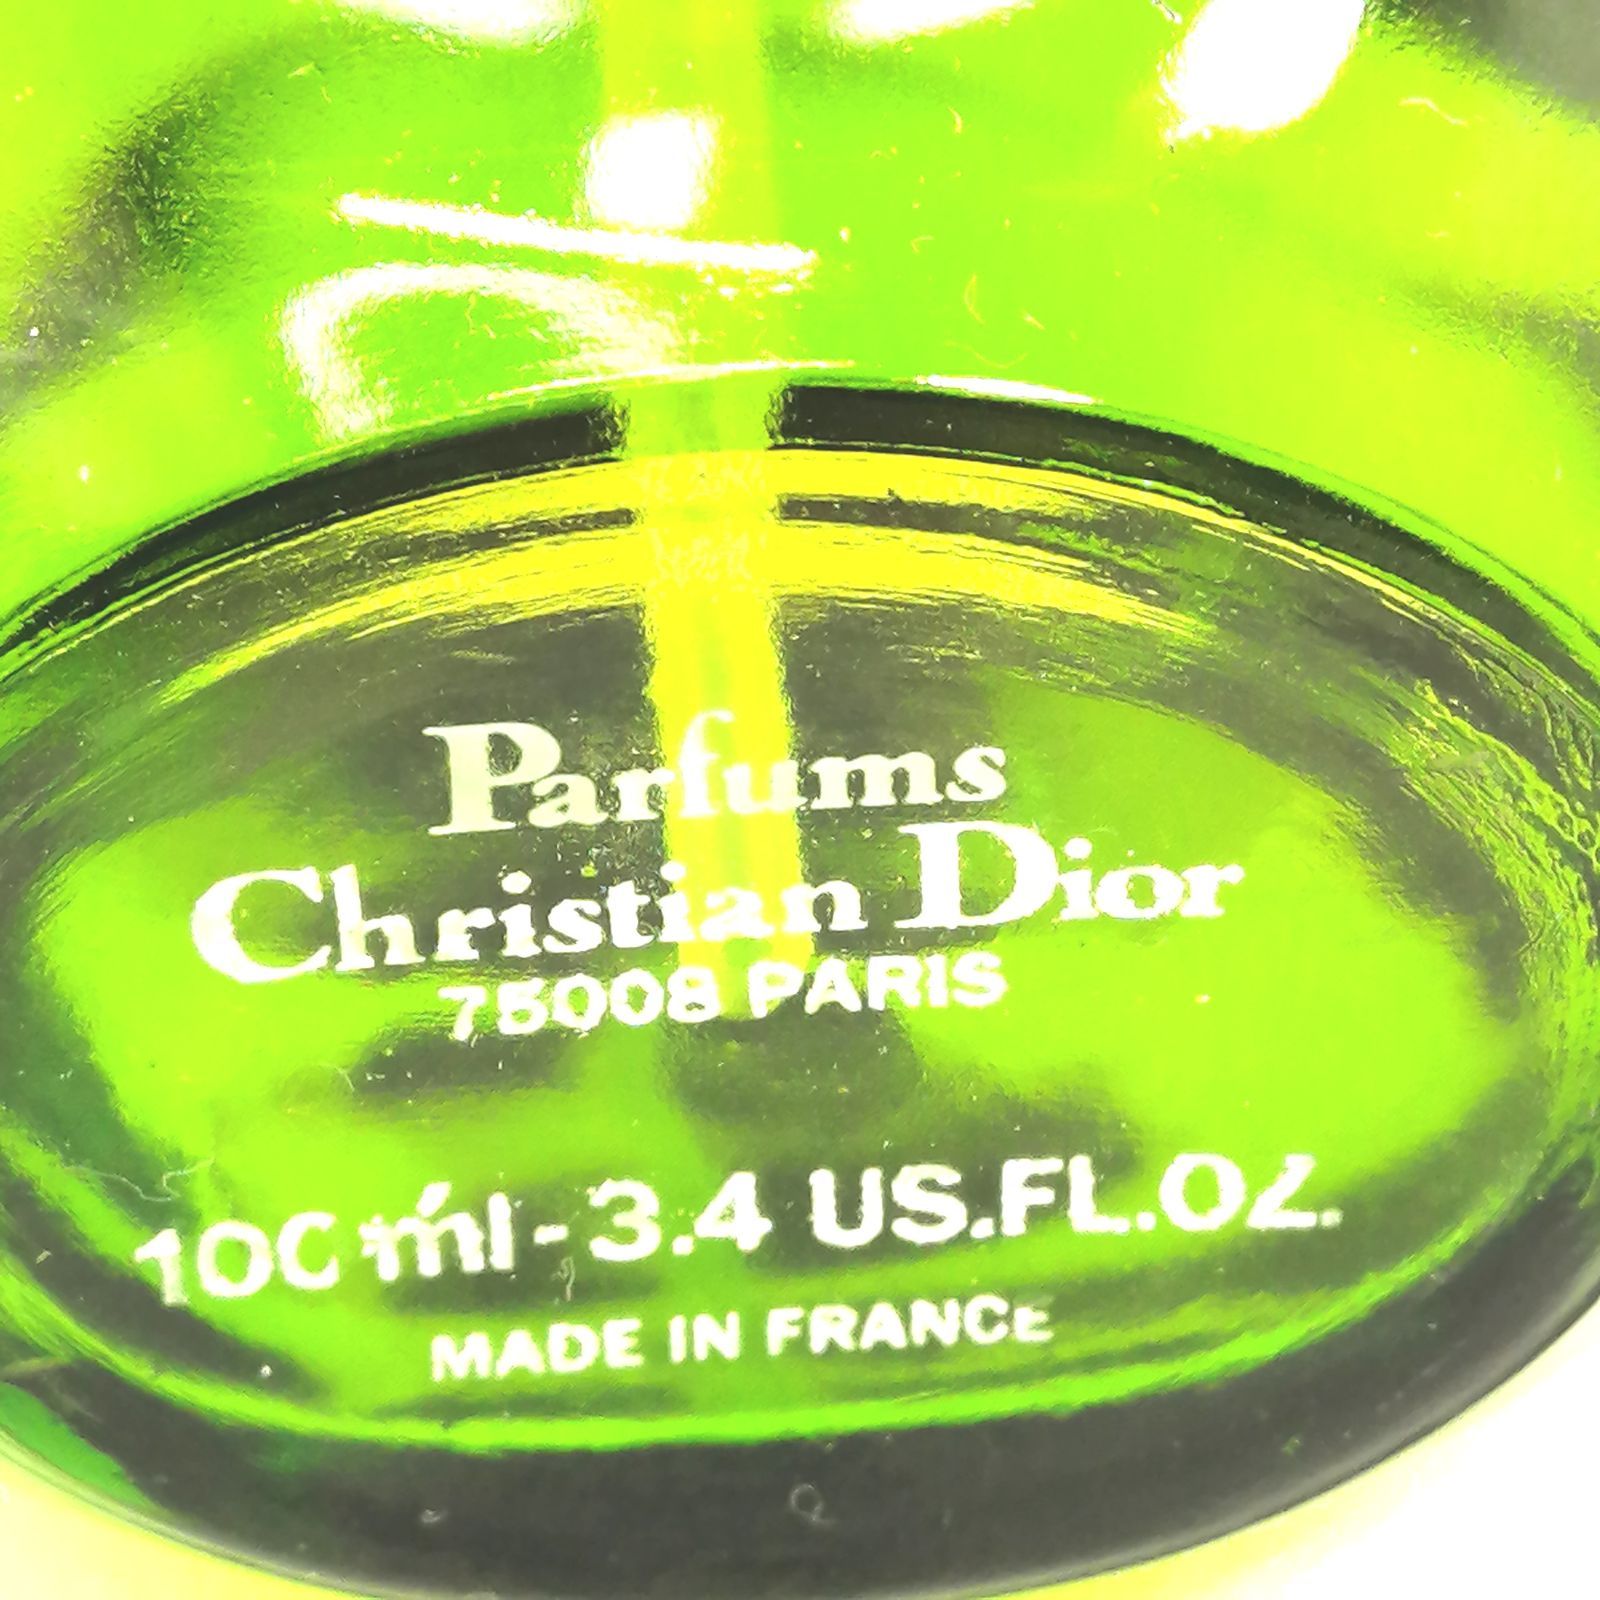 Parfums
Christian Dior
75008 PARIS
100 ml - 3.4 US.FL.OZ.
MADE IN FRANCE